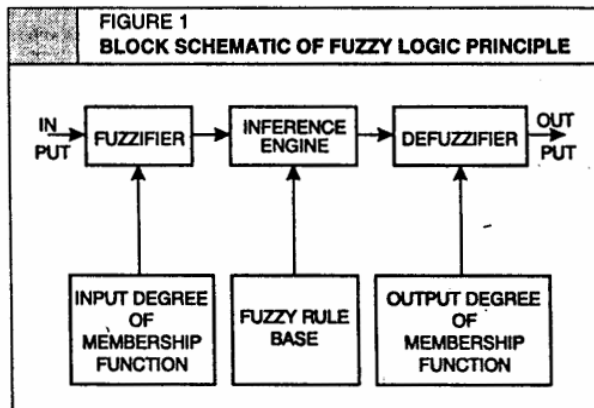 FIGURE 1
BLOCK SCHEMATIC OF FUZZY LOGIC PRINCIPLE
IN
PUT
FUZZIFIER
INFERENCE
ENGINE
DEFUZZIFIER
OUT
PUT
INPUT DEGREE
OF
MEMBERSHIP
FUNCTION
FUZZY RULE
BASE
OUTPUT DEGREE
OF
MEMBERSHIP
FUNCTION